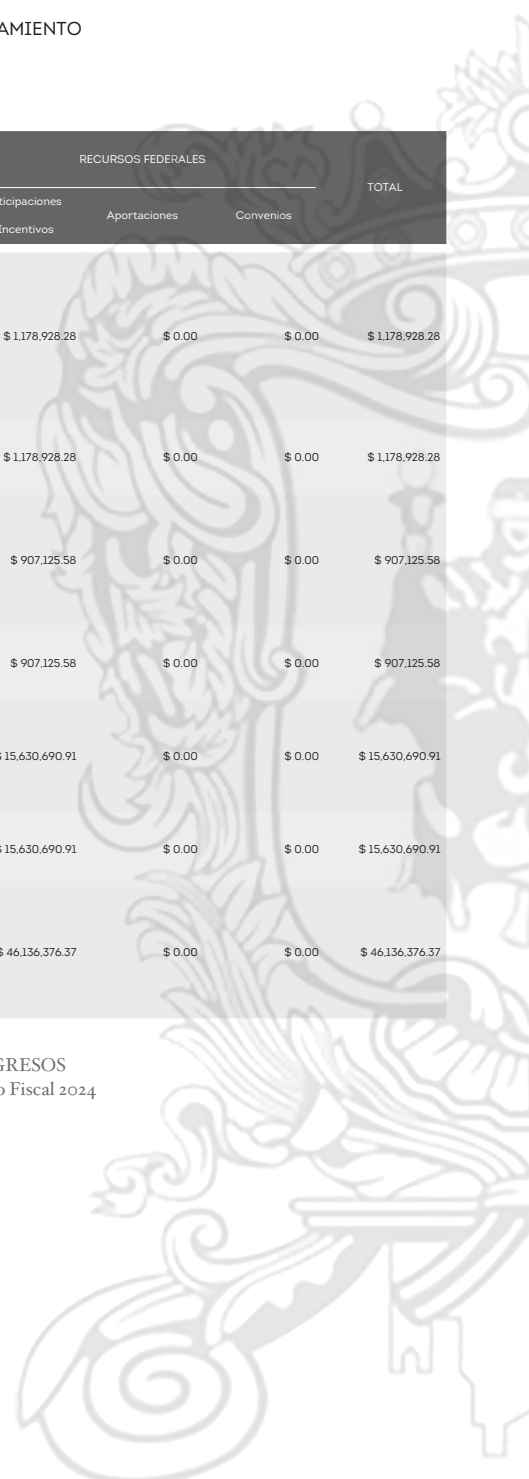 AMIENTO
RECURSOS FEDERALES
TOTAL
ticipaciones
Incentivos
Aportaciones
Convenios
$ 1,178,928.28 $ 0.00 $ 0.00 $ 1,178,928.28
$ 1,178,928.28 $ 0.00 $ 0.00 $ 1,178,928.28
$ 907,125.58 $ 0.00 $ 0.00 $ 907,125.58
$ 907,125.58 $ 0.00 $ 0.00 $ 907,125.58
$ 15,630,690.91 $ 0.00 $ 0.00 $ 15,630,690.91
$ 15,630,690.91 $ 0.00 $ 0.00 $ 15,630,690.91
$ 46,136,376.37 $ 0.00 $ 0.00 $ 46,136,376.37
GRESOS
o Fiscal 2024